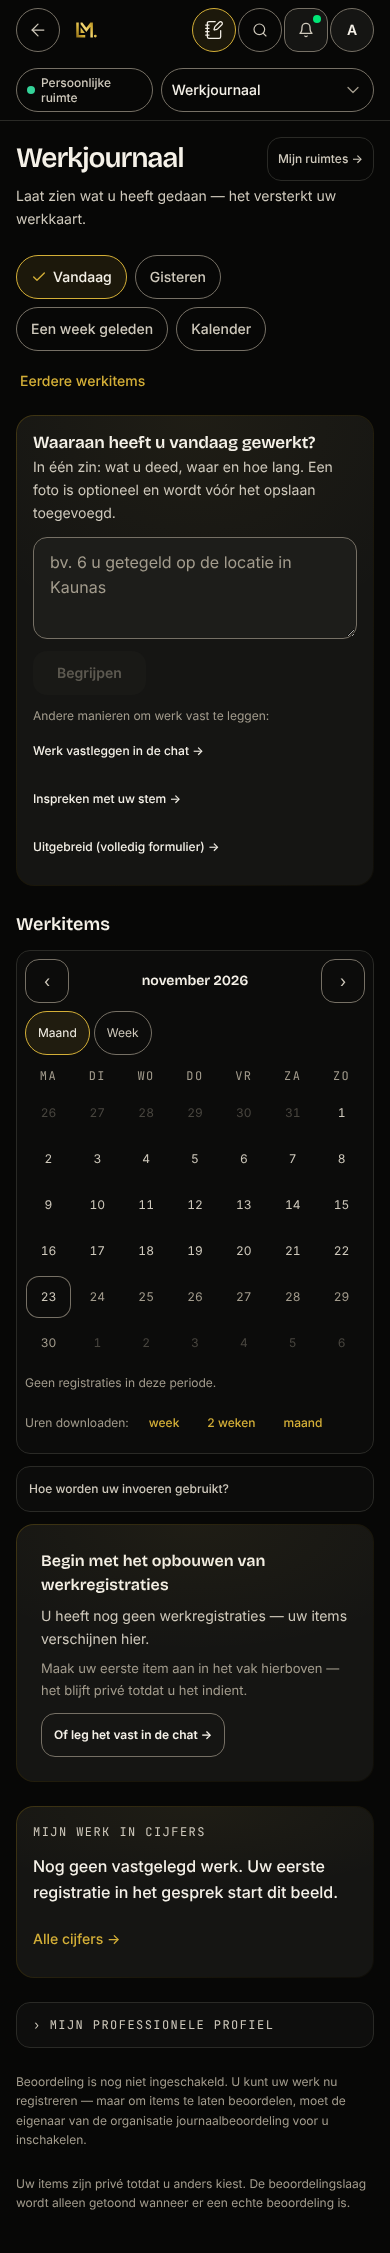 LM.
A
Persoonlijke
ruimte
Werkjournaal
Werkjournaal
Mijn ruimtes →
Laat zien wat u heeft gedaan — het versterkt uw
werkkaart.
Vandaag
Gisteren
Een week geleden
Kalender
Eerdere werkitems
Waaraan heeft u vandaag gewerkt?
In één zin: wat u deed, waar en hoe lang. Een
foto is optioneel en wordt vóór het opslaan
toegevoegd.
bv. 6 u getegeld op de locatie in
Kaunas
Begrijpen
Andere manieren om werk vast te leggen:
Werk vastleggen in de chat →
Inspreken met uw stem →
Uitgebreid (volledig formulier) →
Werkitems
‹ november 2026 ›
Maand Week
MA DI WO DO VR ZA ZO
26 27 28 29 30 31 1
2 3 4 5 6 7 8
9 10 11 12 13 14 15
16 17 18 19 20 21 22
23 24 25 26 27 28 29
30 1 2 3 4 5 6
Geen registraties in deze periode.
Uren downloaden: week 2 weken maand
Hoe worden uw invoeren gebruikt?
Begin met het opbouwen van
werkregistraties
U heeft nog geen werkregistraties — uw items
verschijnen hier.
Maak uw eerste item aan in het vak hierboven —
het blijft privé totdat u het indient.
Of leg het vast in de chat →
MIJN WERK IN CIJFERS
Nog geen vastgelegd werk. Uw eerste
registratie in het gesprek start dit beeld.
Alle cijfers →
› MIJN PROFESSIONELE PROFIEL
Beoordeling is nog niet ingeschakeld. U kunt uw werk nu
registreren — maar om items te laten beoordelen, moet de
eigenaar van de organisatie journaalbeoordeling voor u
inschakelen.
Uw items zijn privé totdat u anders kiest. De beoordelingslaag
wordt alleen getoond wanneer er een echte beoordeling is.